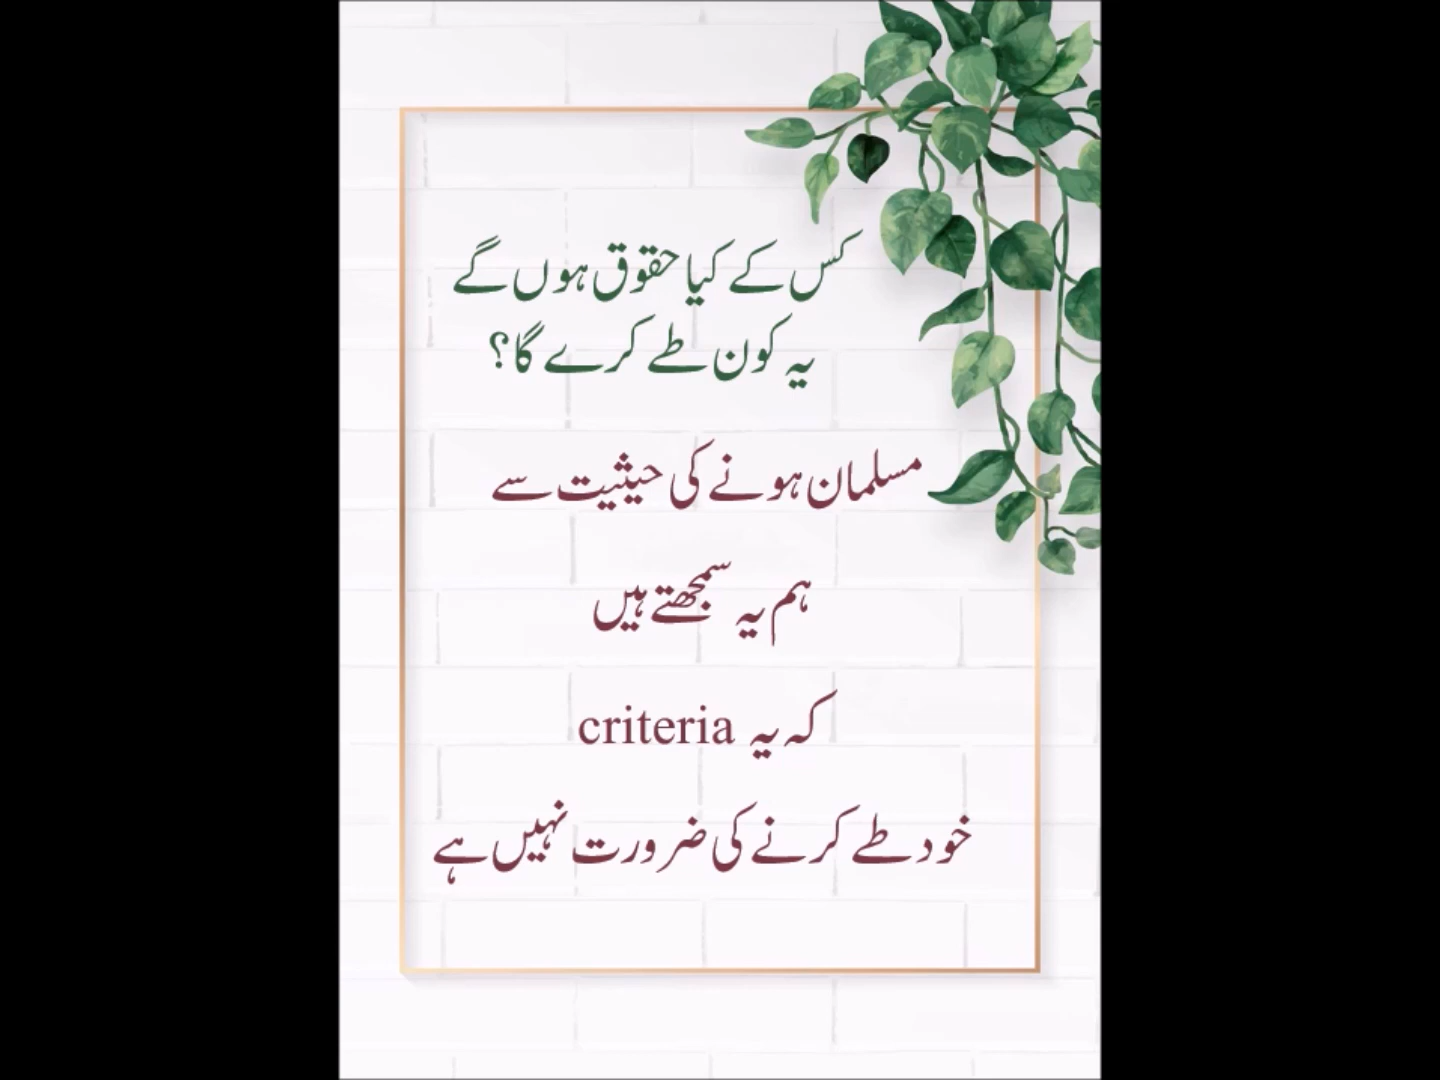 کس کے کیا حقوق ہوں گے
یہ کون طے کرے گا؟
مسلمان ہونے کی حیثیت سے
ہم یہ سمجھتے ہیں
کہ یہ criteria
خود طے کرنے کی ضرورت نہیں ہے